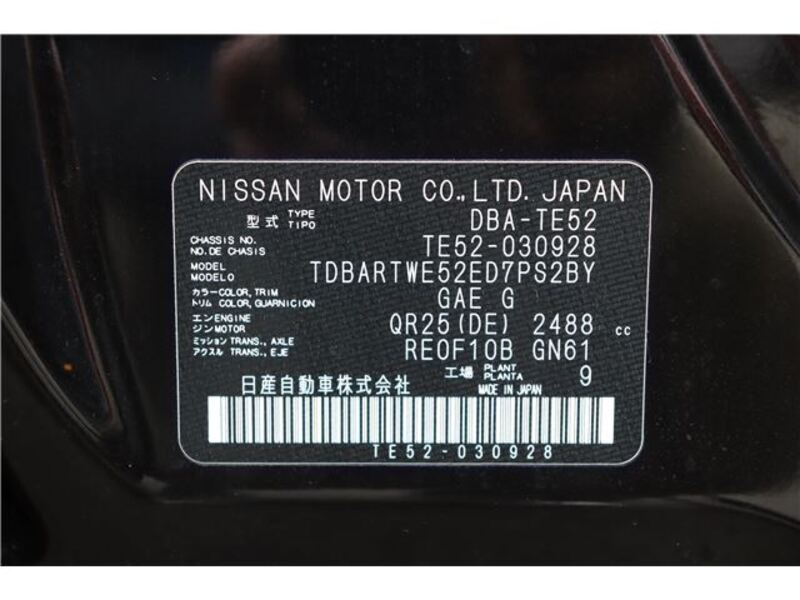 NISSAN MOTOR CO.,LTD. JAPAN
型式 TYPE TIPO DBA-TE52
CHASSIS NO. NO. DE CHASIS TE52-030928
MODEL MODELO TDBARTWE52ED7PS2BY
カラー COLOR, TRIM トリム COLOR, GUARNICION GAE G
エンジン ENGINE MOTOR QR25(DE) 2488 cc
ミッション TRANS., AXLE アクスル TRANS., EJE RE0F10B GN61
工場 PLANT PLANTA 9
日産自動車株式会社 MADE IN JAPAN
TE52-030928